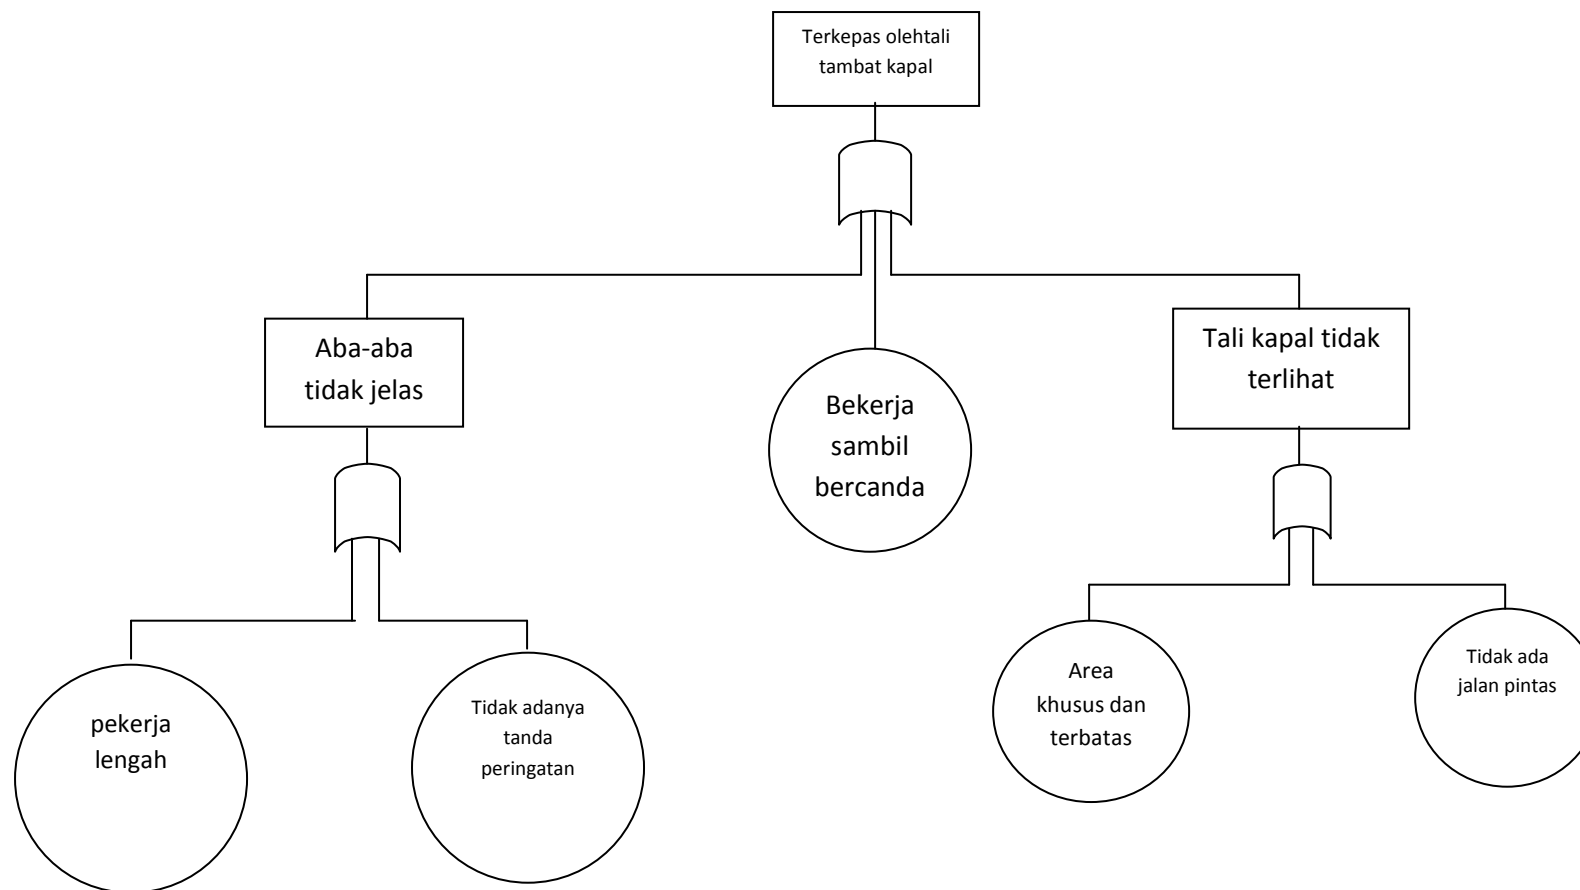 Terkepas olehtali
tambat kapal
Aba-aba
tidak jelas
Bekerja
sambil
bercanda
Tali kapal tidak
terlihat
pekerja
lengah
Tidak adanya
tanda
peringatan
Area
khusus dan
terbatas
Tidak ada
jalan pintas